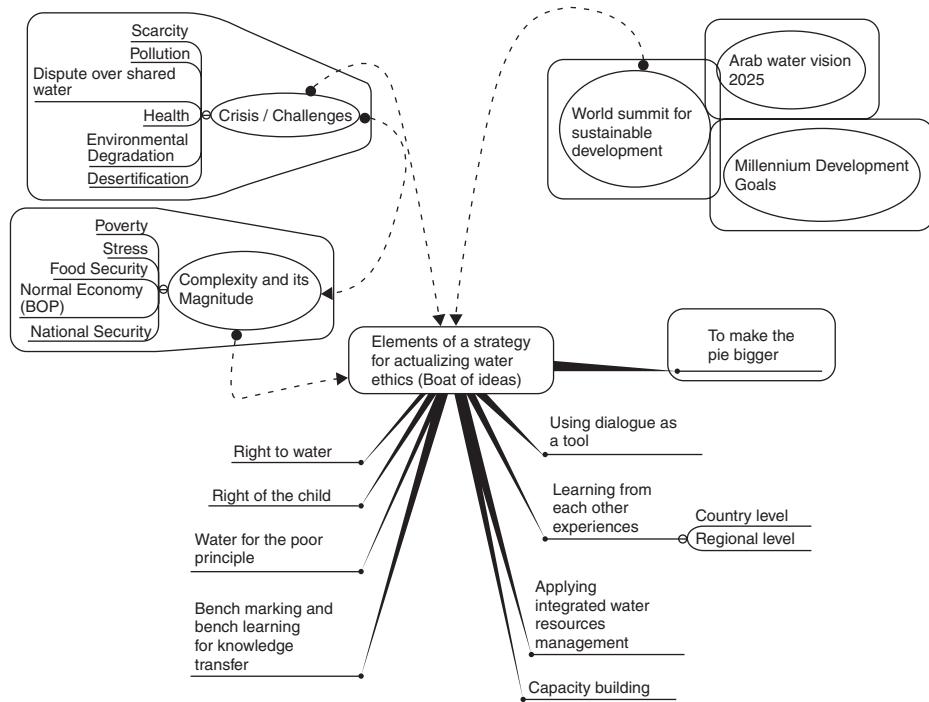 Scarcity
Pollution
Dispute over shared
water
Health
Environmental
Degradation
Desertification
Crisis / Challenges
Poverty
Stress
Food Security
Normal Economy
(BOP)
National Security
Complexity and its
Magnitude
World summit for
sustainable
development
Arab water vision
2025
Millennium Development
Goals
Elements of a strategy
for actualizing water
ethics (Boat of ideas)
To make the
pie bigger
Right to water
Right of the child
Water for the poor
principle
Bench marking and
bench learning
for knowledge
transfer
Using dialogue as
a tool
Learning from
each other
experiences
Country level
Regional level
Applying
integrated water
resources
management
Capacity building